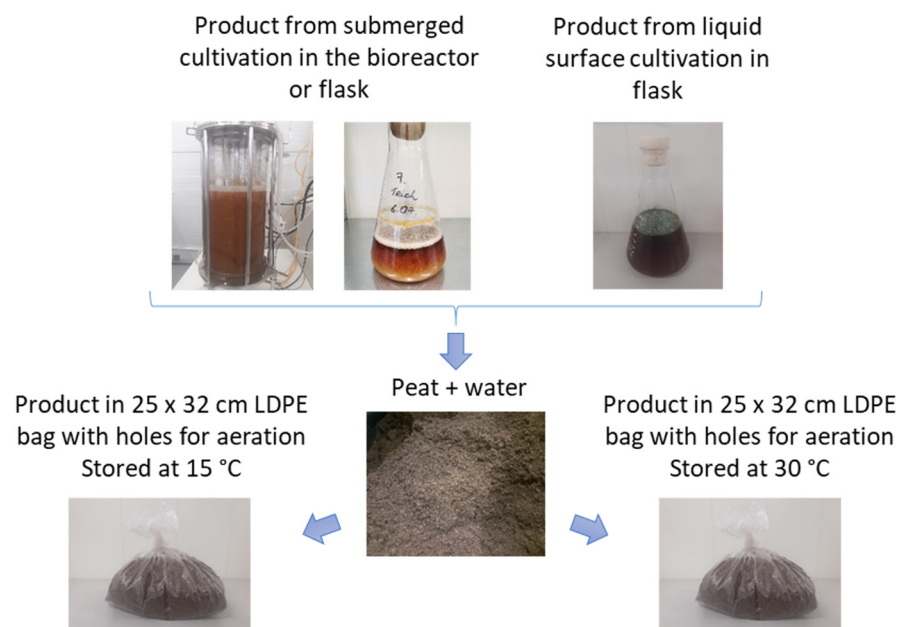 Product from submerged
cultivation in the bioreactor
or flask
Product from liquid
surface cultivation in
flask
7.
Teich
6.07
Peat + water
Product in 25 x 32 cm LDPE
bag with holes for aeration
Stored at 15 °C
Product in 25 x 32 cm LDPE
bag with holes for aeration
Stored at 30 °C